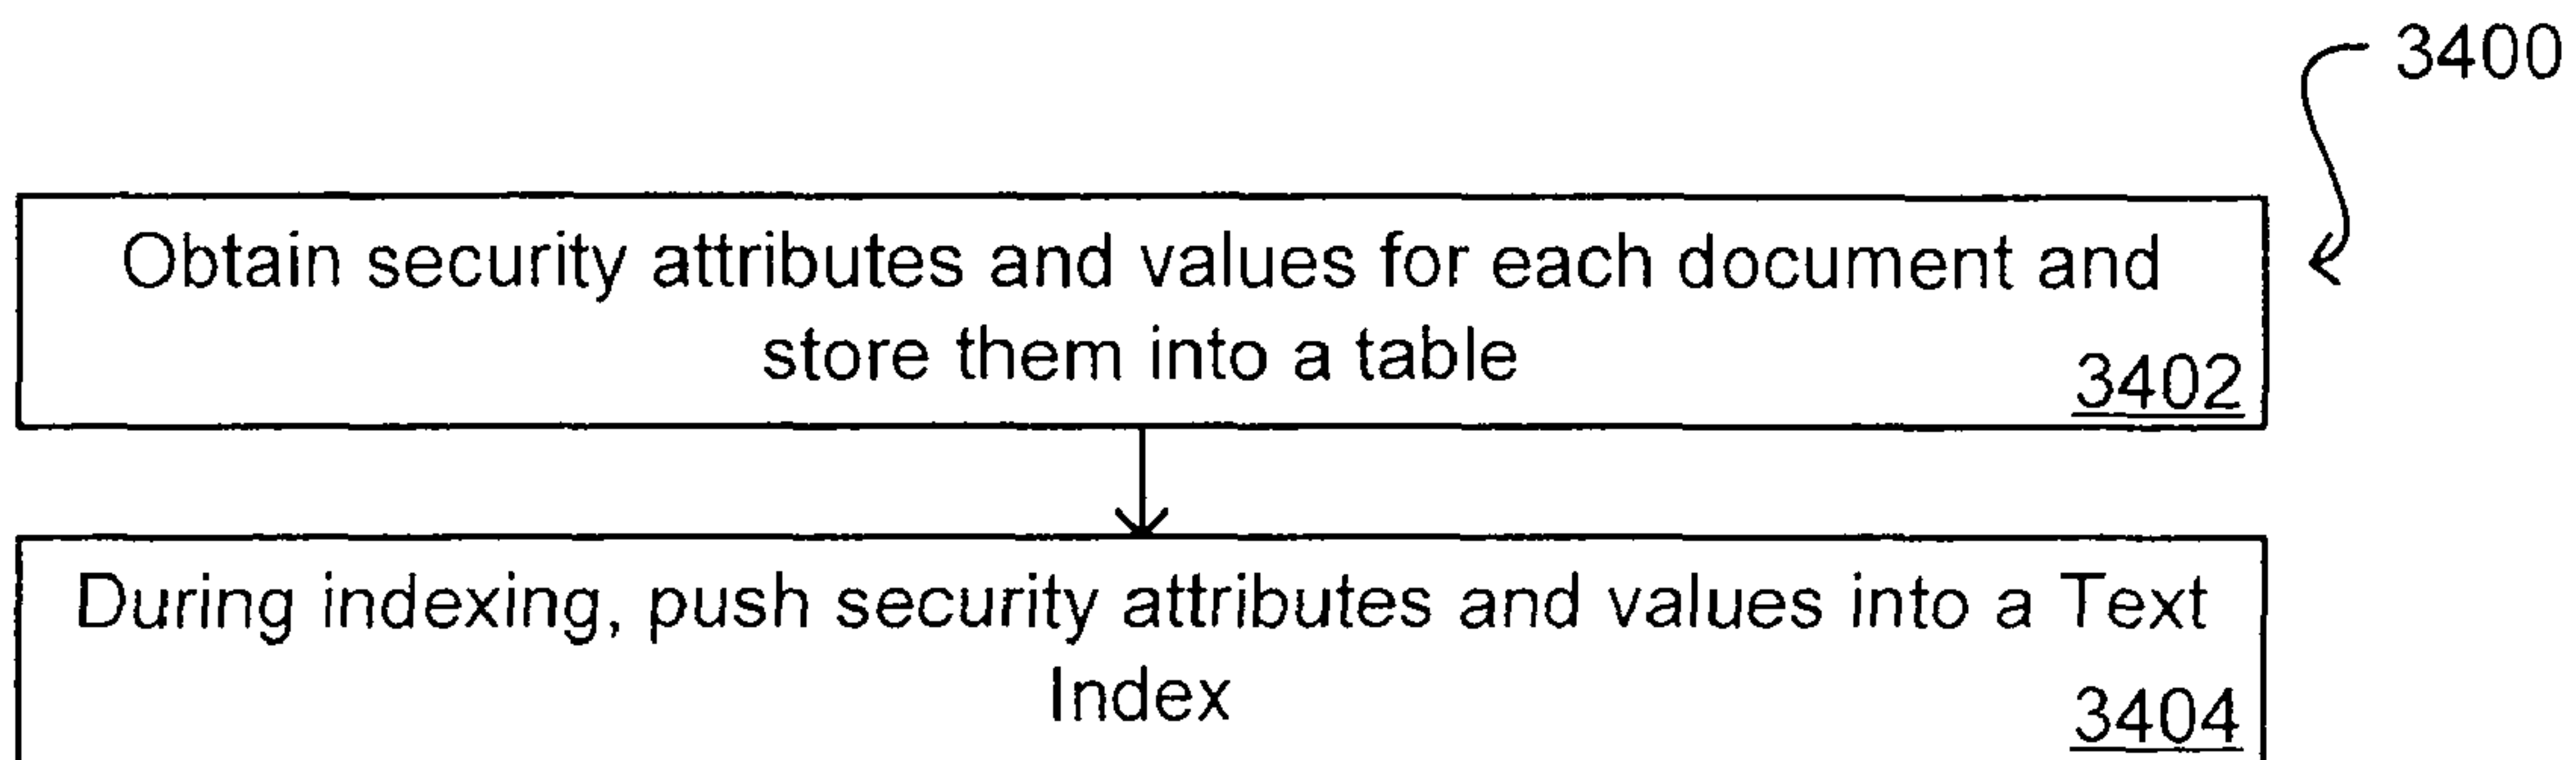 3400
Obtain security attributes and values for each document and
store them into a table
3402
During indexing, push security attributes and values into a Text
Index
3404